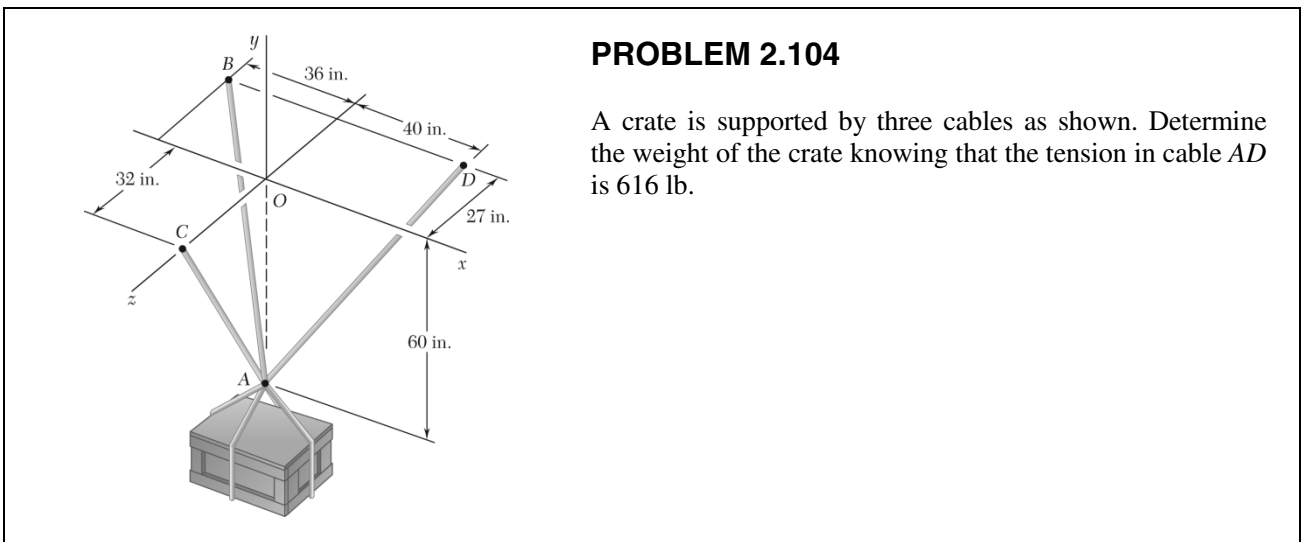 PROBLEM 2.104
A crate is supported by three cables as shown. Determine
the weight of the crate knowing that the tension in cable AD
is 616 lb.
y
B
36 in.
40 in.
D
32 in.
O
27 in.
C
x
z
60 in.
A